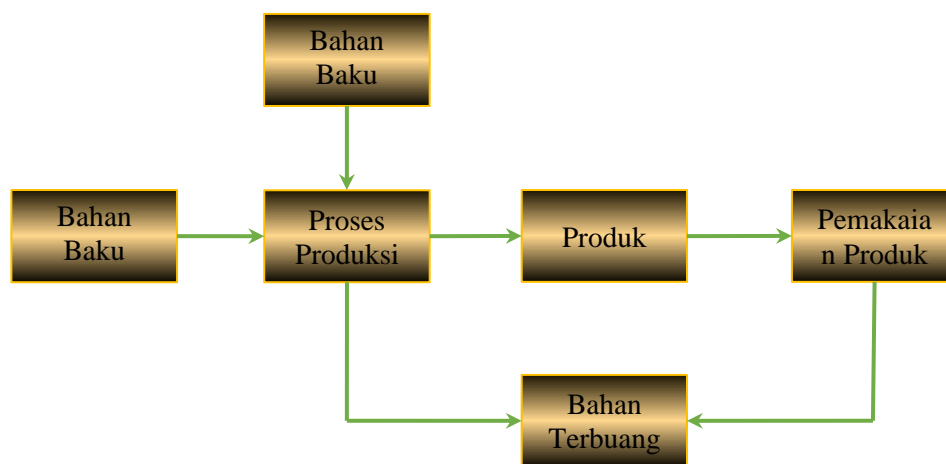 Bahan
Baku
Bahan
Baku
Proses
Produksi
Produk
Pemakaia
n Produk
Bahan
Terbuang